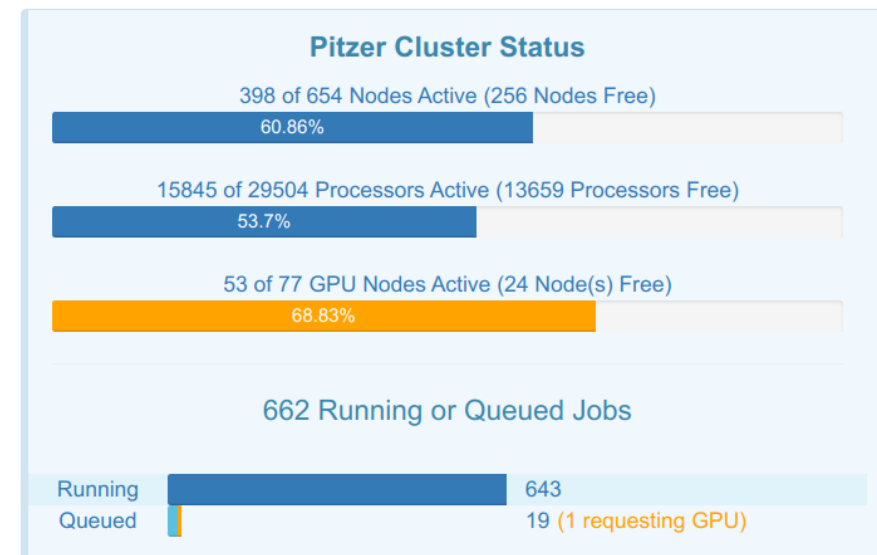 Pitzer Cluster Status
398 of 654 Nodes Active (256 Nodes Free)
60.86%
15845 of 29504 Processors Active (13659 Processors Free)
53.7%
53 of 77 GPU Nodes Active (24 Node(s) Free)
68.83%
662 Running or Queued Jobs
Running 643
Queued 19 (1 requesting GPU)